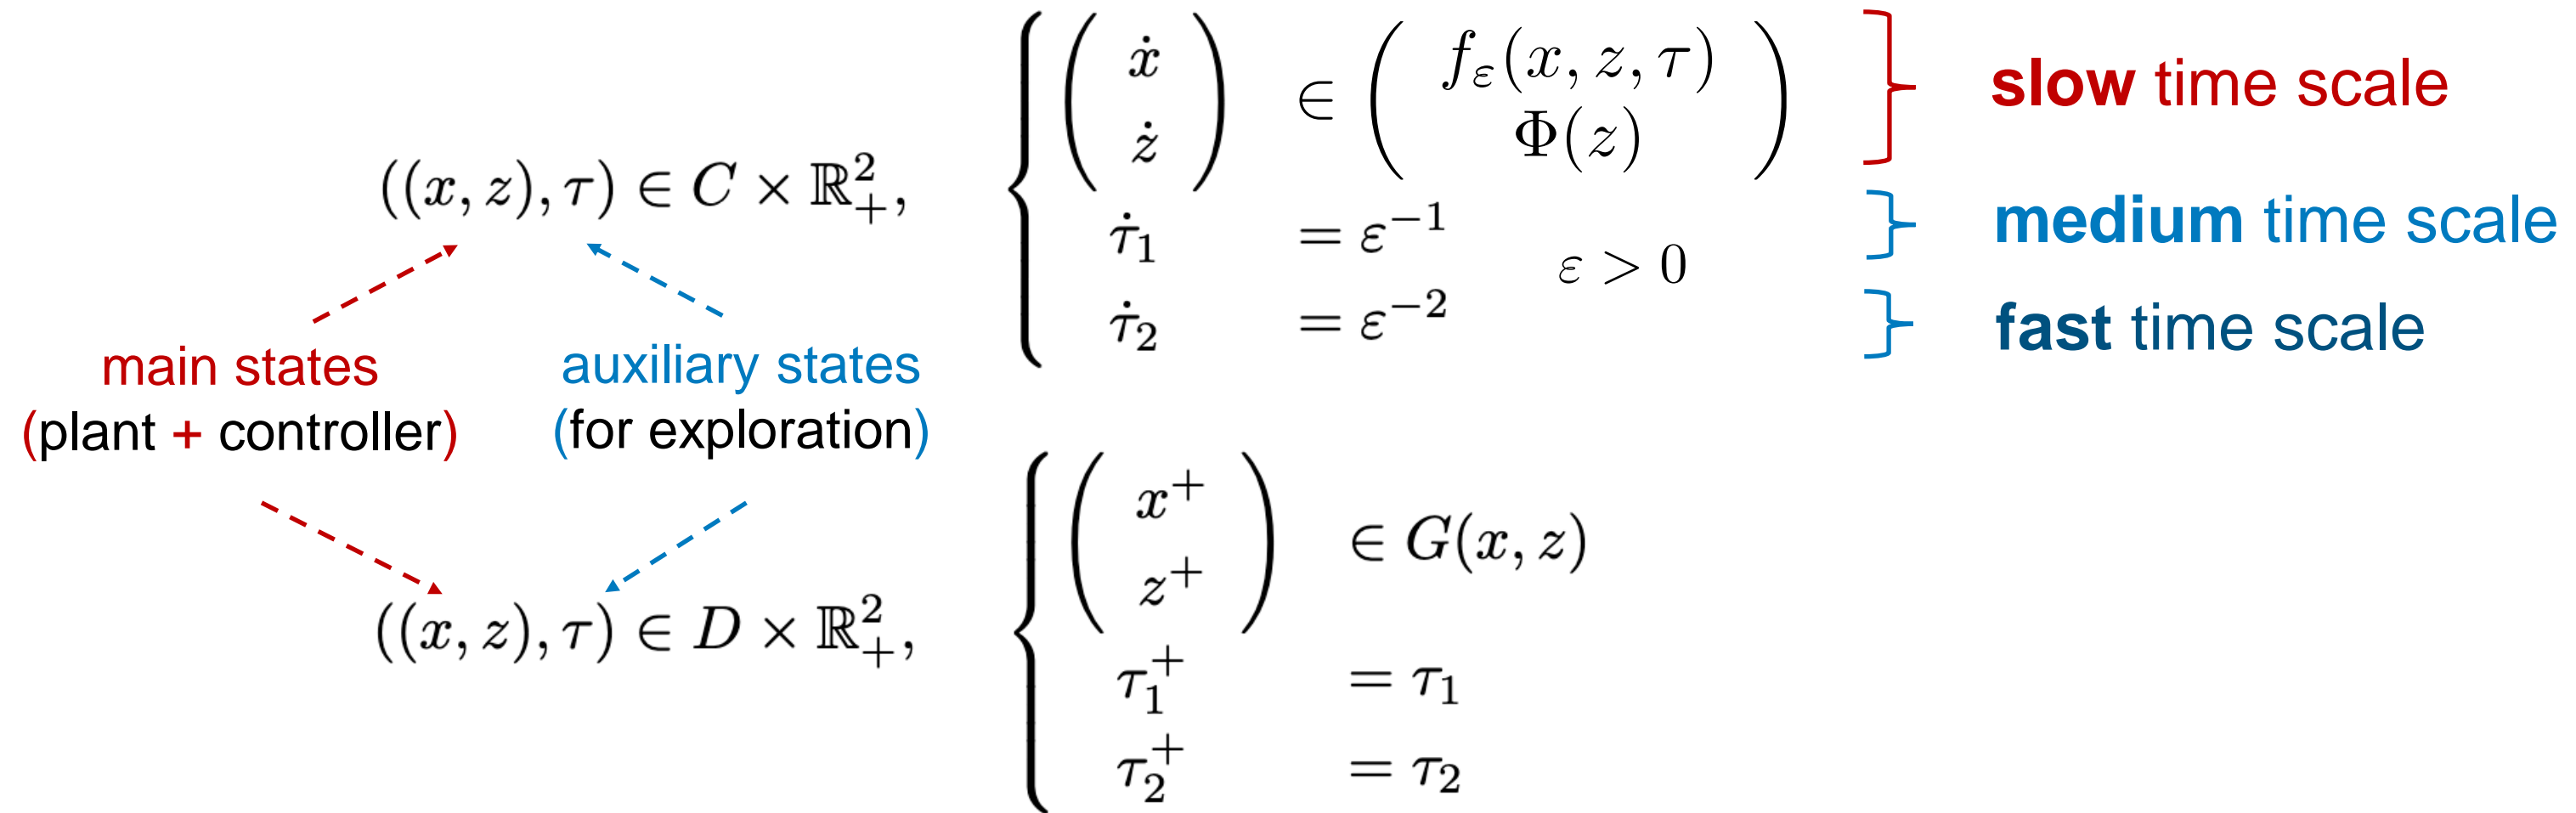 ((x, z), τ) ∈ C × ℝ²₊, { ( ẋ ż ) ∈ ( f_ε(x, z, τ) Φ(z) ) } slow time scale
τ̇₁ = ε⁻¹ } medium time scale
ε > 0
τ̇₂ = ε⁻² } fast time scale
main states
(plant + controller)
auxiliary states
(for exploration)
((x, z), τ) ∈ D × ℝ²₊, { ( x⁺ z⁺ ) ∈ G(x, z)
τ₁⁺ = τ₁
τ₂⁺ = τ₂